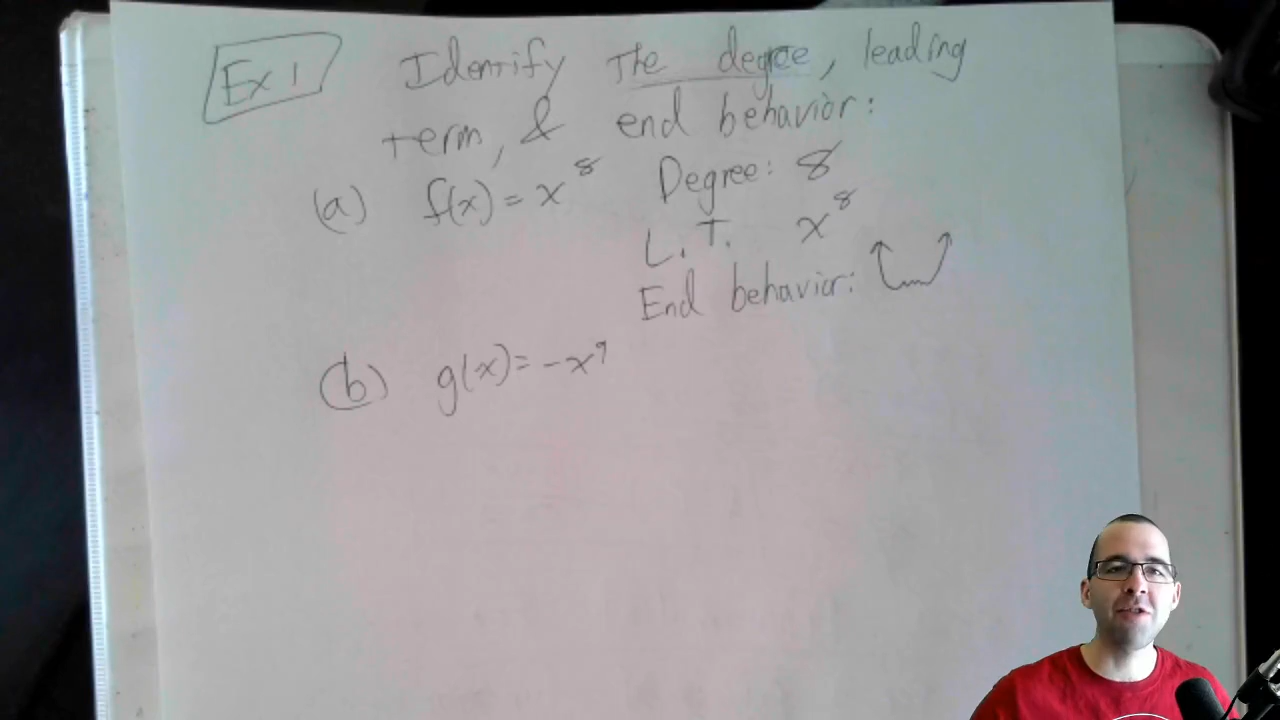 Ex 1 Identify the degree, leading
term, & end behavior:
(a) f(x) = x⁸ Degree: 8
L.T. x⁸
End behavior:
(b) g(x) = -x⁹